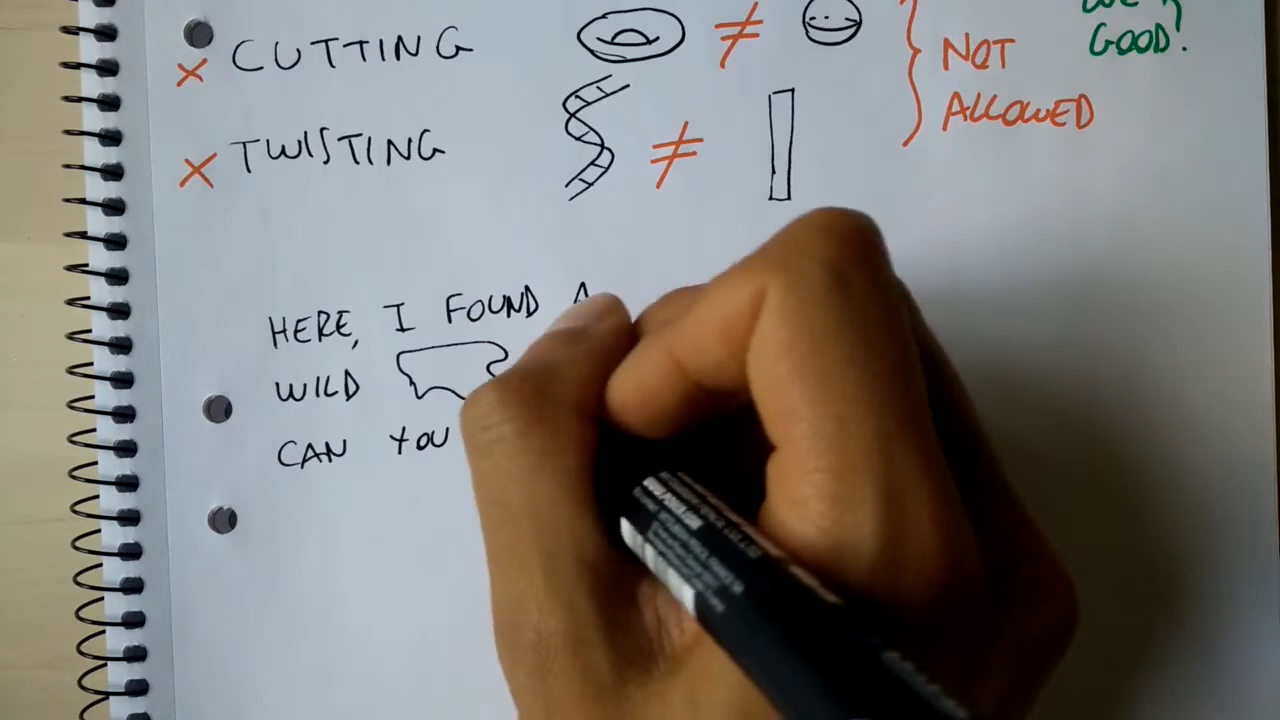 CUTTING
GOOD!
NOT
ALLOWED
TWISTING
HERE, I FOUND A
WILD
CAN YOU